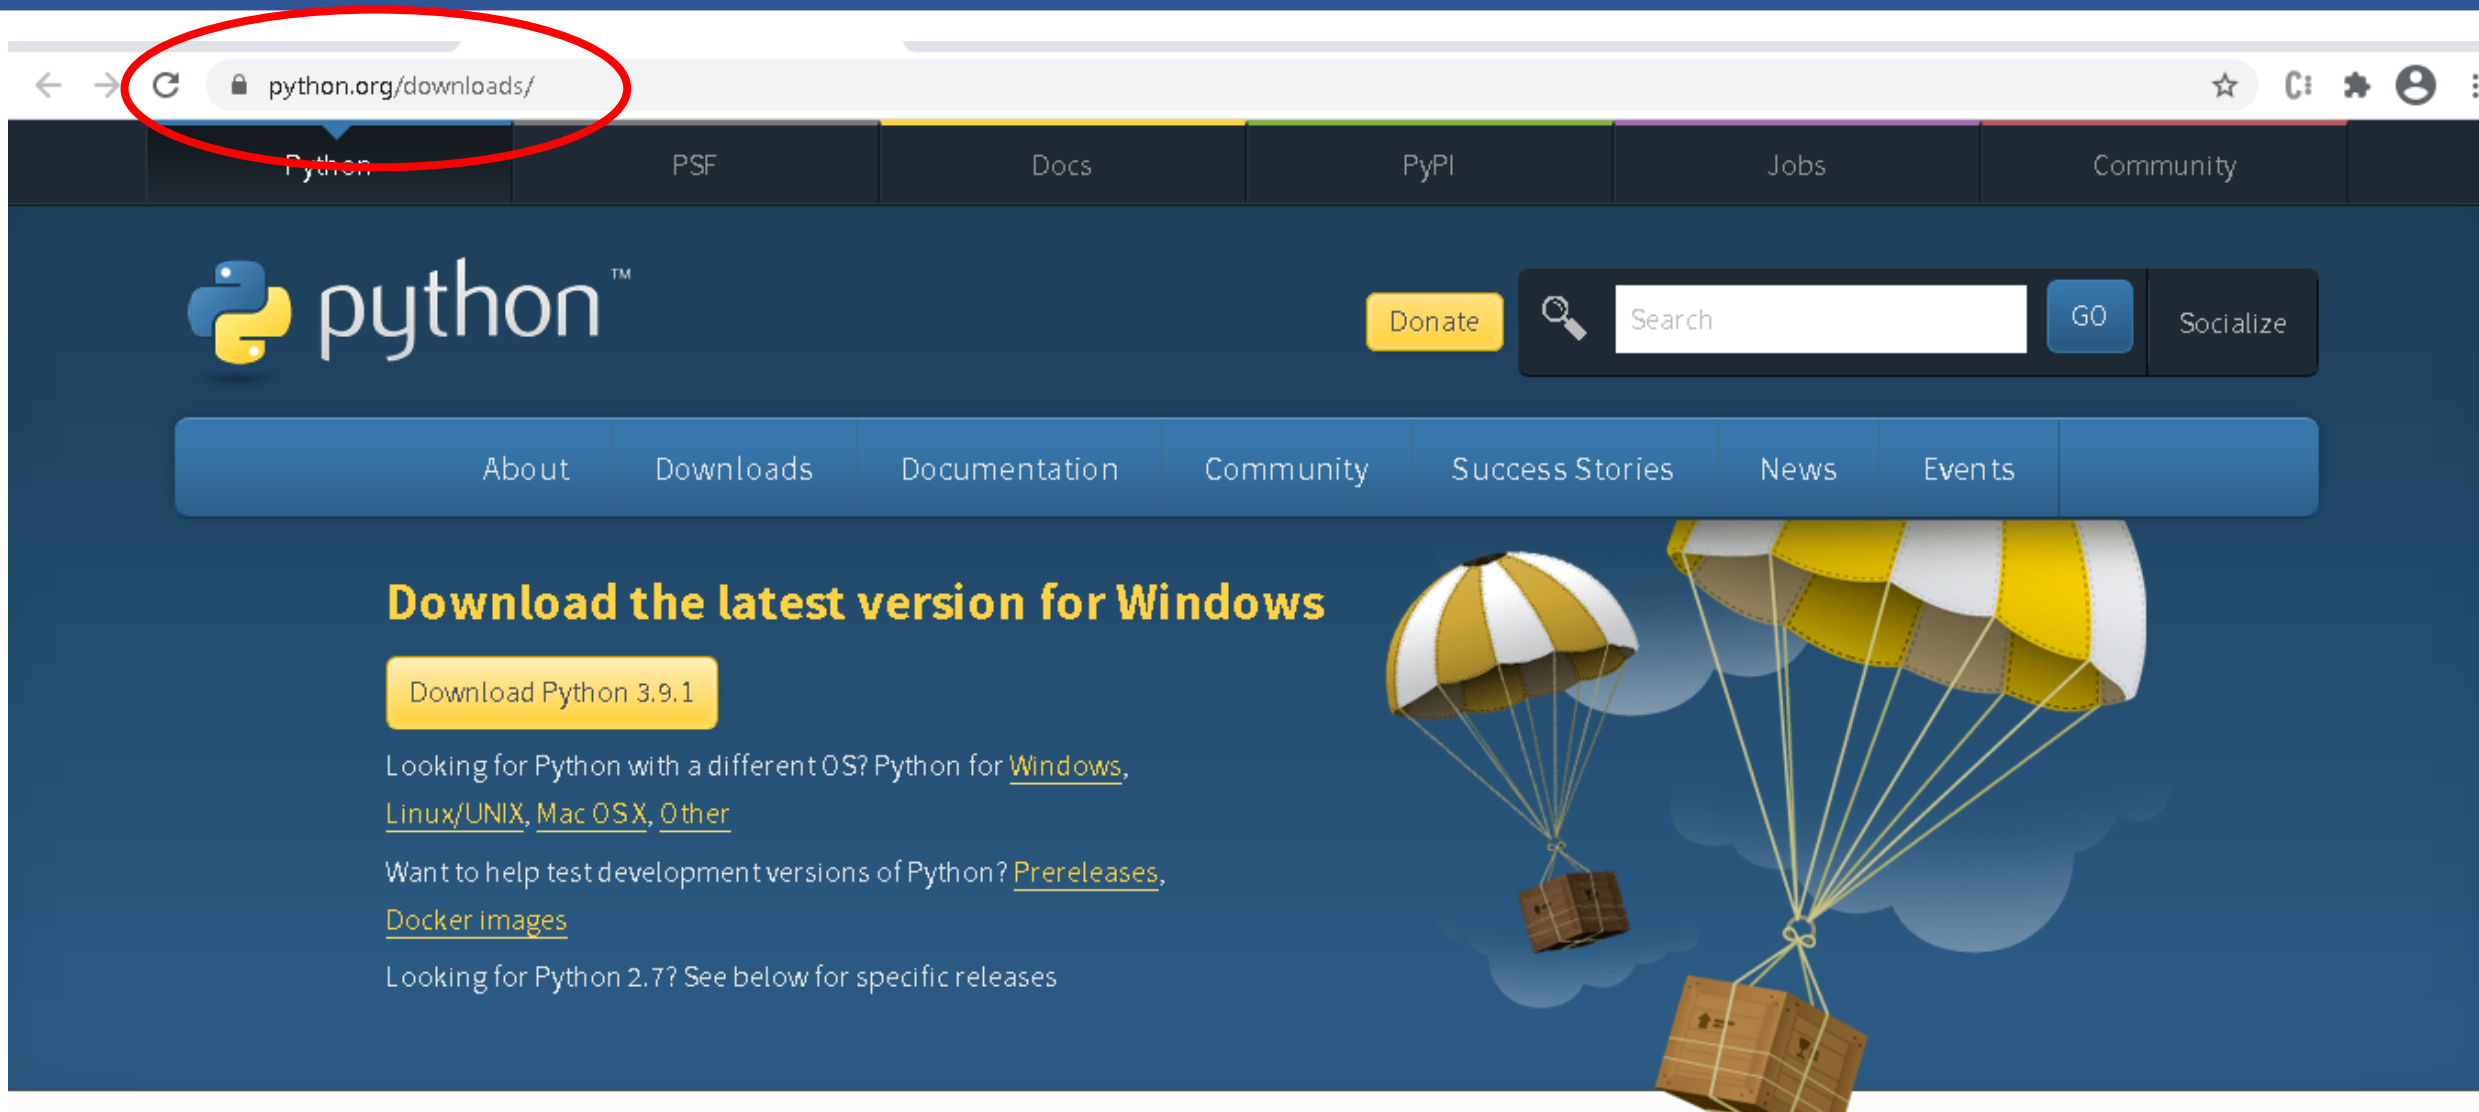 python.org/downloads/
Python PSF Docs PyPI Jobs Community
python™
Donate Search GO Socialize
About Downloads Documentation Community Success Stories News Events
Download the latest version for Windows
Download Python 3.9.1
Looking for Python with a different OS? Python for Windows,
Linux/UNIX, Mac OS X, Other
Want to help test development versions of Python? Prereleases,
Docker images
Looking for Python 2.7? See below for specific releases